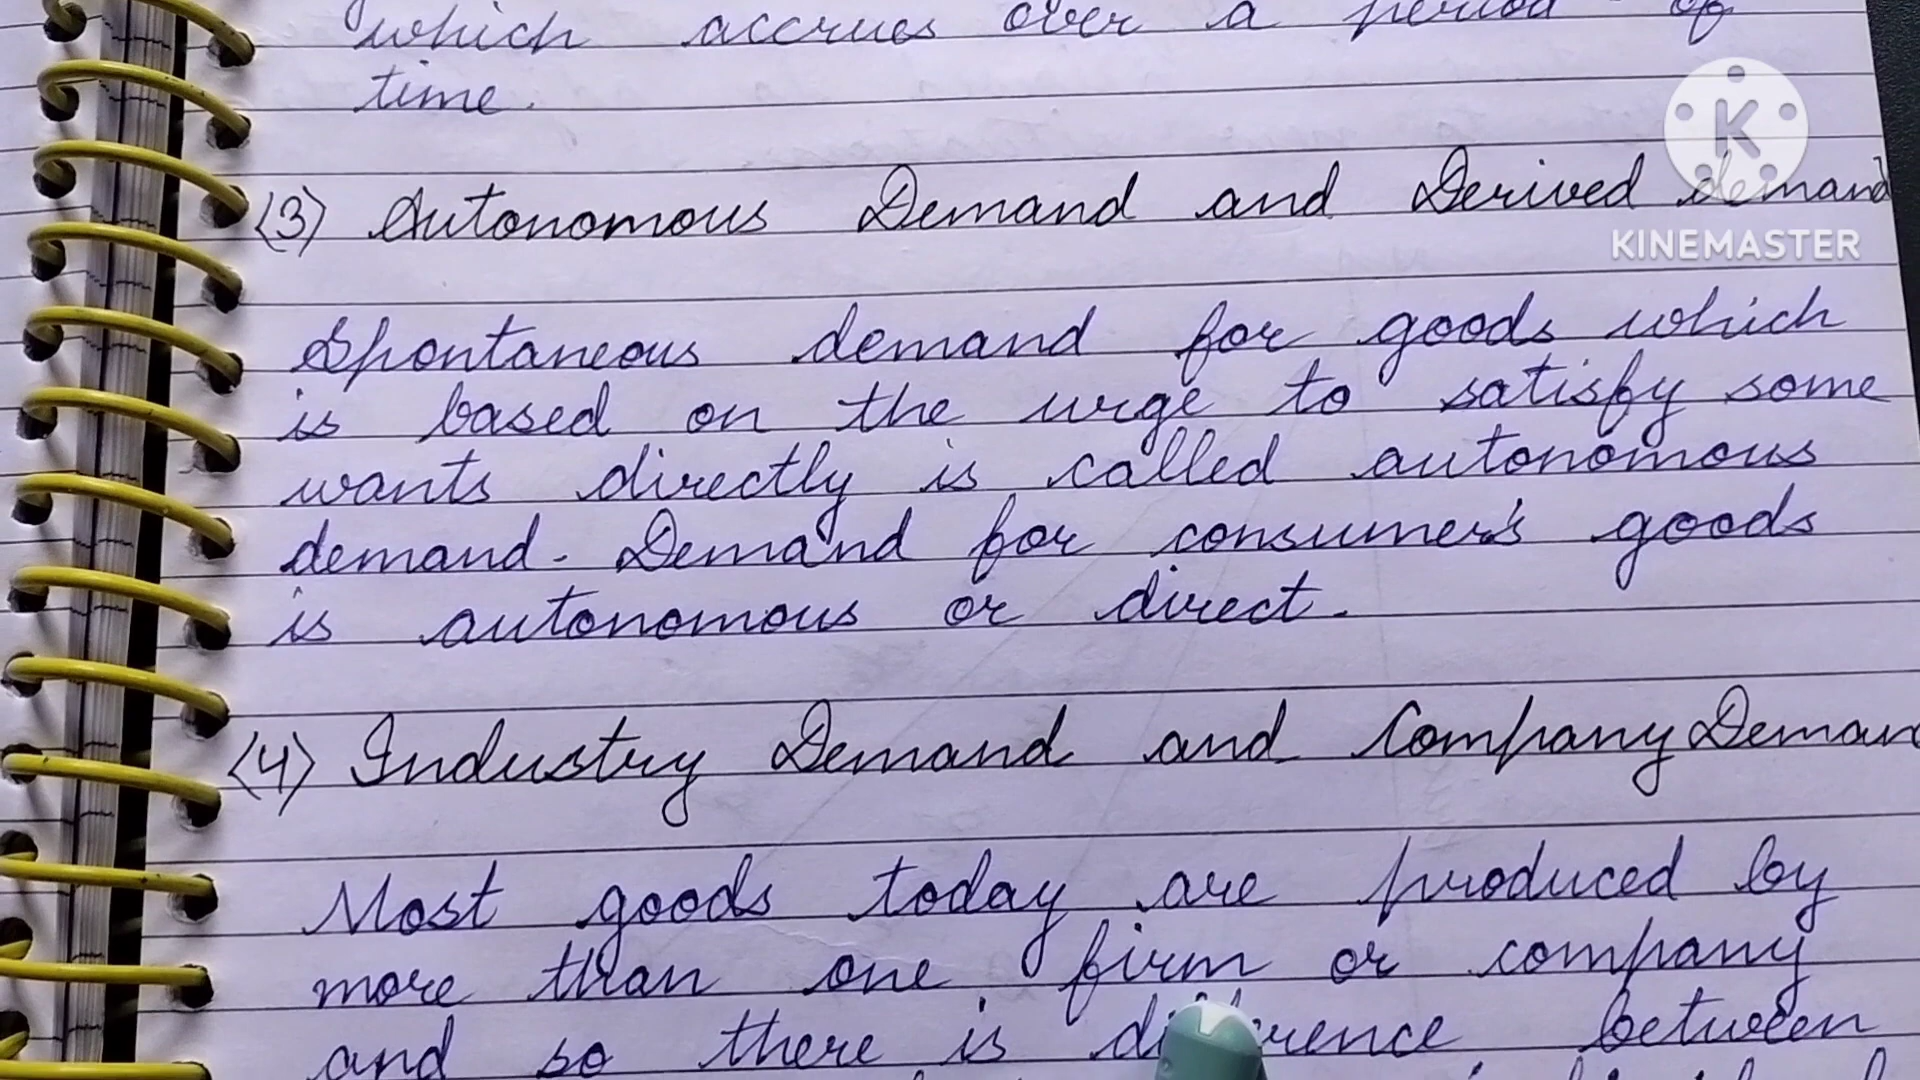 which accrues over a period of
time.
(3) Autonomous Demand and Derived demand
K
KINEMASTER
Spontaneous demand for goods which
is based on the urge to satisfy some
wants directly is called autonomous
demand. Demand for consumer's goods
is autonomous or direct.
(4) Industry Demand and Company Deman
Most goods today are produced by
more than one firm or company
and so there is difference between